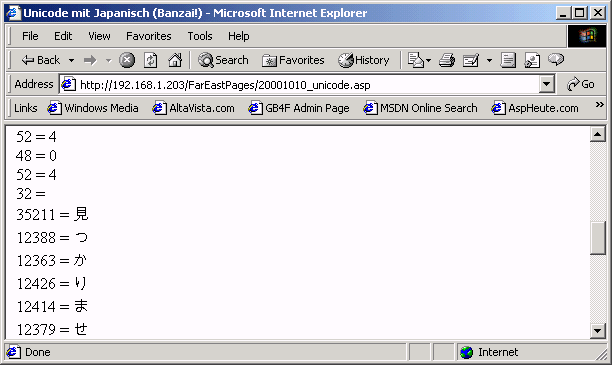 Unicode mit Japanisch (Banzai!) - Microsoft Internet Explorer
File Edit View Favorites Tools Help
Back Search Favorites History
Address http://192.168.1.203/FarEastPages/20001010_unicode.asp Go
Links Windows Media AltaVista.com GB4F Admin Page MSDN Online Search AspHeute.com »
52 = 4
48 = 0
52 = 4
32 =
35211 = 見
12388 = つ
12363 = か
12426 = り
12414 = ま
12379 = せ
Done Internet